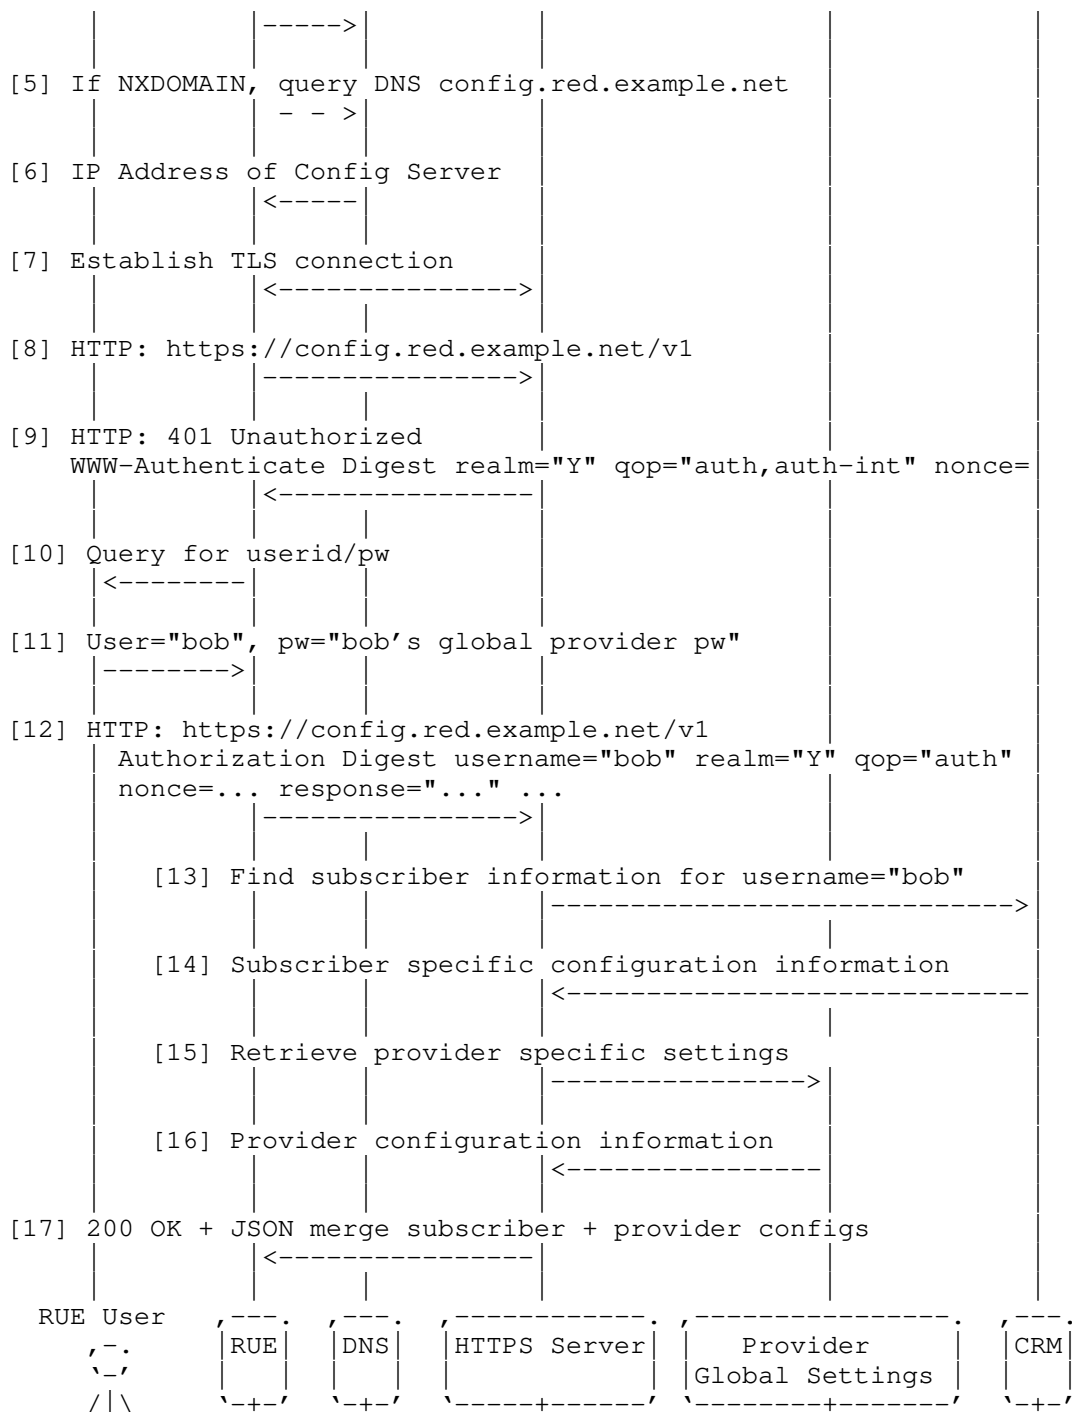 [5] If NXDOMAIN, query DNS config.red.example.net
[6] IP Address of Config Server
[7] Establish TLS connection
[8] HTTP: https://config.red.example.net/v1
[9] HTTP: 401 Unauthorized
WWW-Authenticate Digest realm="Y" qop="auth,auth-int" nonce=
[10] Query for userid/pw
[11] User="bob", pw="bob’s global provider pw"
[12] HTTP: https://config.red.example.net/v1
Authorization Digest username="bob" realm="Y" qop="auth"
nonce=... response="..." ...
[13] Find subscriber information for username="bob"
[14] Subscriber specific configuration information
[15] Retrieve provider specific settings
[16] Provider configuration information
[17] 200 OK + JSON merge subscriber + provider configs
RUE User
RUE DNS HTTPS Server Provider CRM
Global Settings